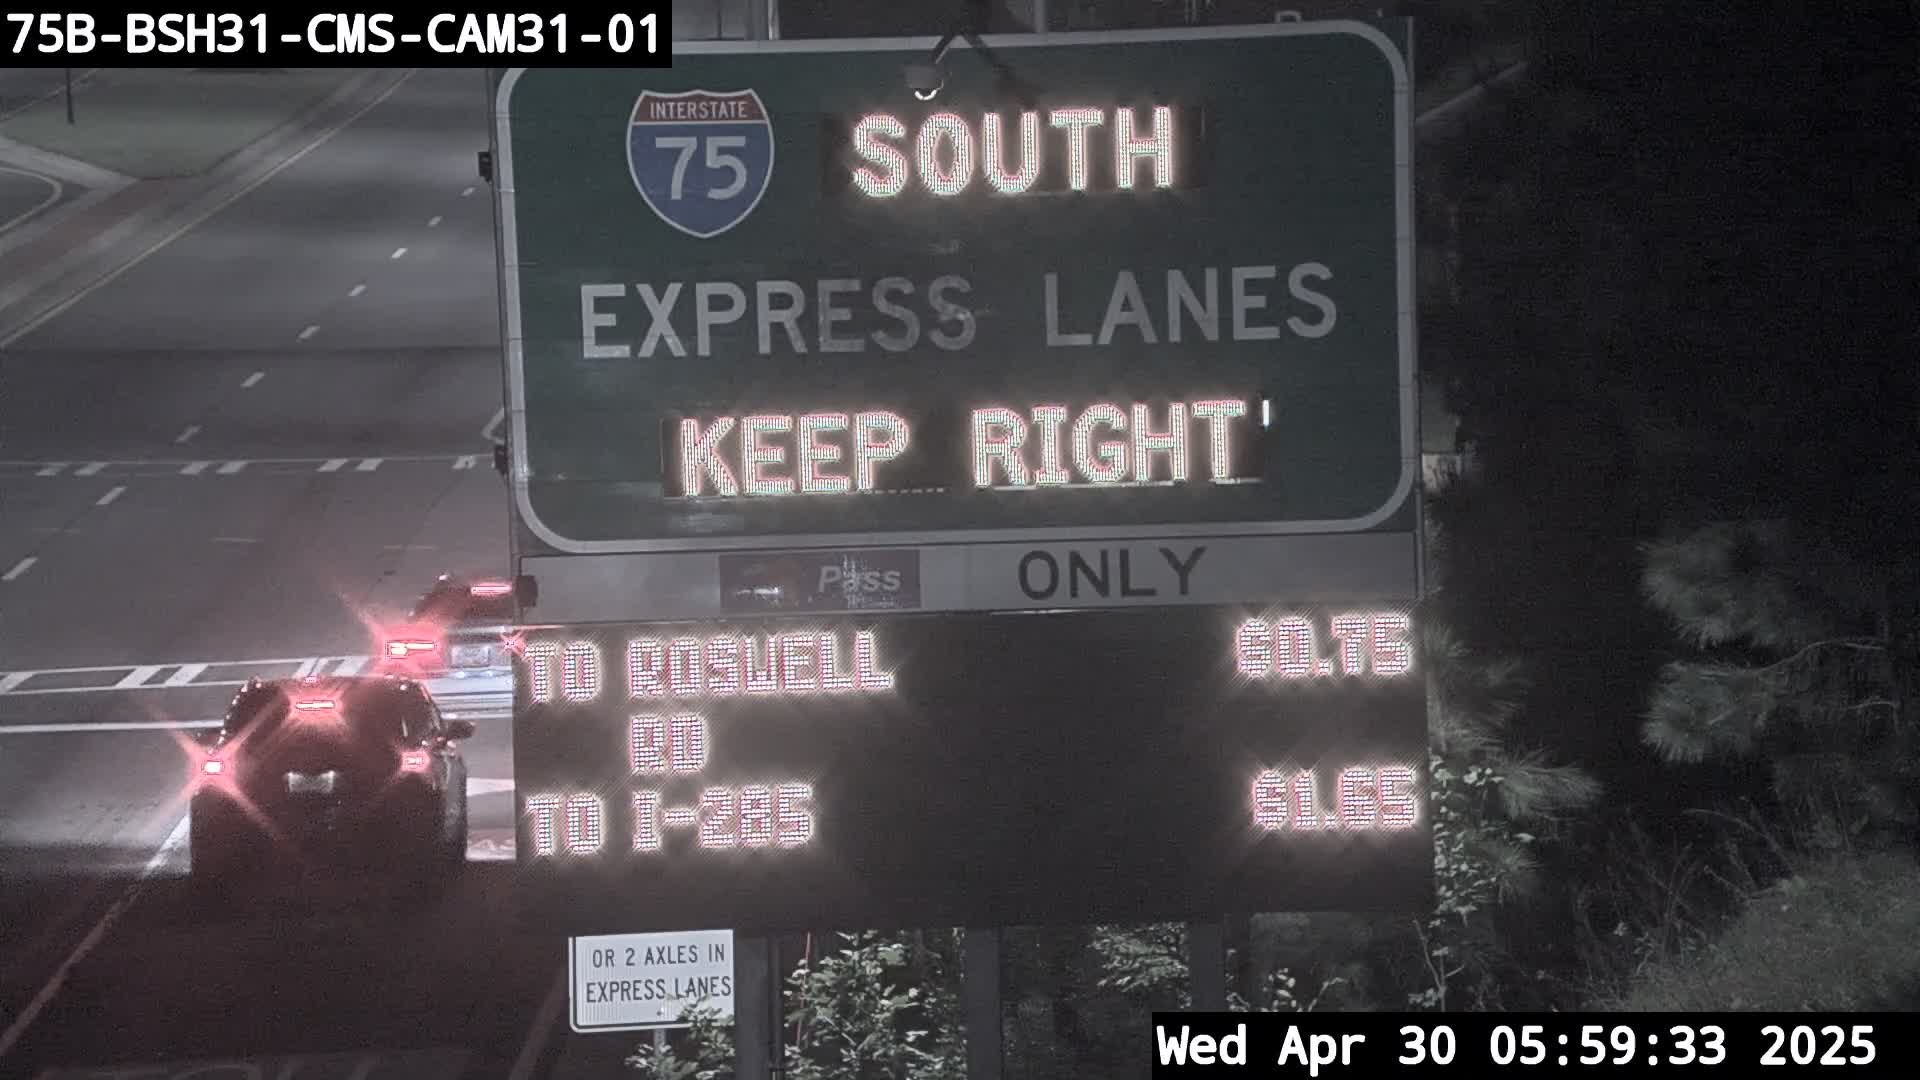 75B-BSH31-CMS-CAM31-01
INTERSTATE
75
SOUTH
EXPRESS LANES
KEEP RIGHT
Pass ONLY
TO ROSWELL $0.75
RD
TO I-285 $1.65
OR 2 AXLES IN
EXPRESS LANES
Wed Apr 30 05:59:33 2025